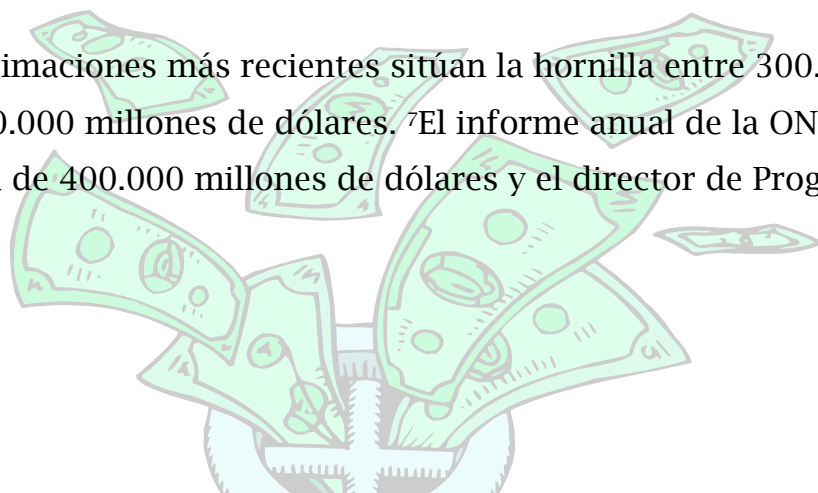 imaciones más recientes sitúan la hornilla entre 300.
0.000 millones de dólares. ⁷El informe anual de la ON
de 400.000 millones de dólares y el director de Prog